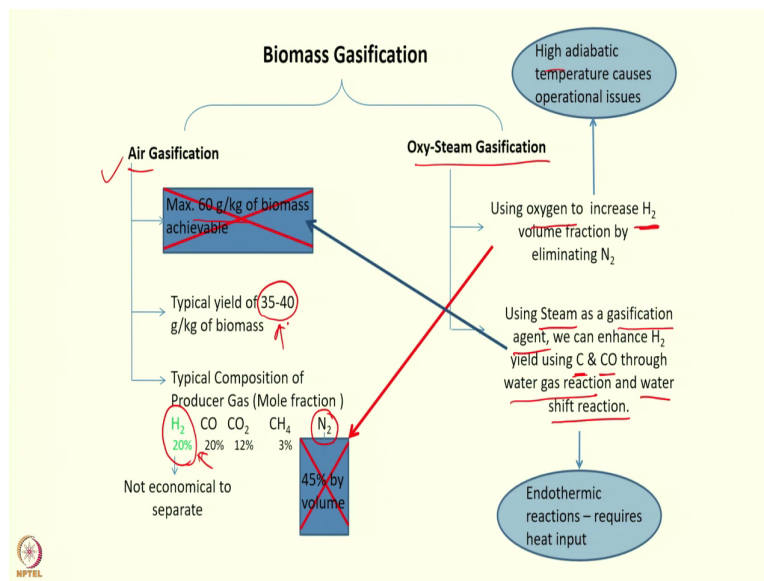 Biomass Gasification
High adiabatic
temperature causes
operational issues
Air Gasification
Max. 60 g/kg of biomass
achievable
Typical yield of 35-40
g/kg of biomass
Typical Composition of
Producer Gas (Mole fraction )
H₂ CO CO₂ CH₄ N₂
20% 20% 12% 3%
45% by
volume
Not economical to
separate
Oxy-Steam Gasification
Using oxygen to increase H₂
volume fraction by
eliminating N₂
Using Steam as a gasification
agent, we can enhance H₂
yield using C & CO through
water gas reaction and water
shift reaction.
Endothermic
reactions – requires
heat input
NPTEL